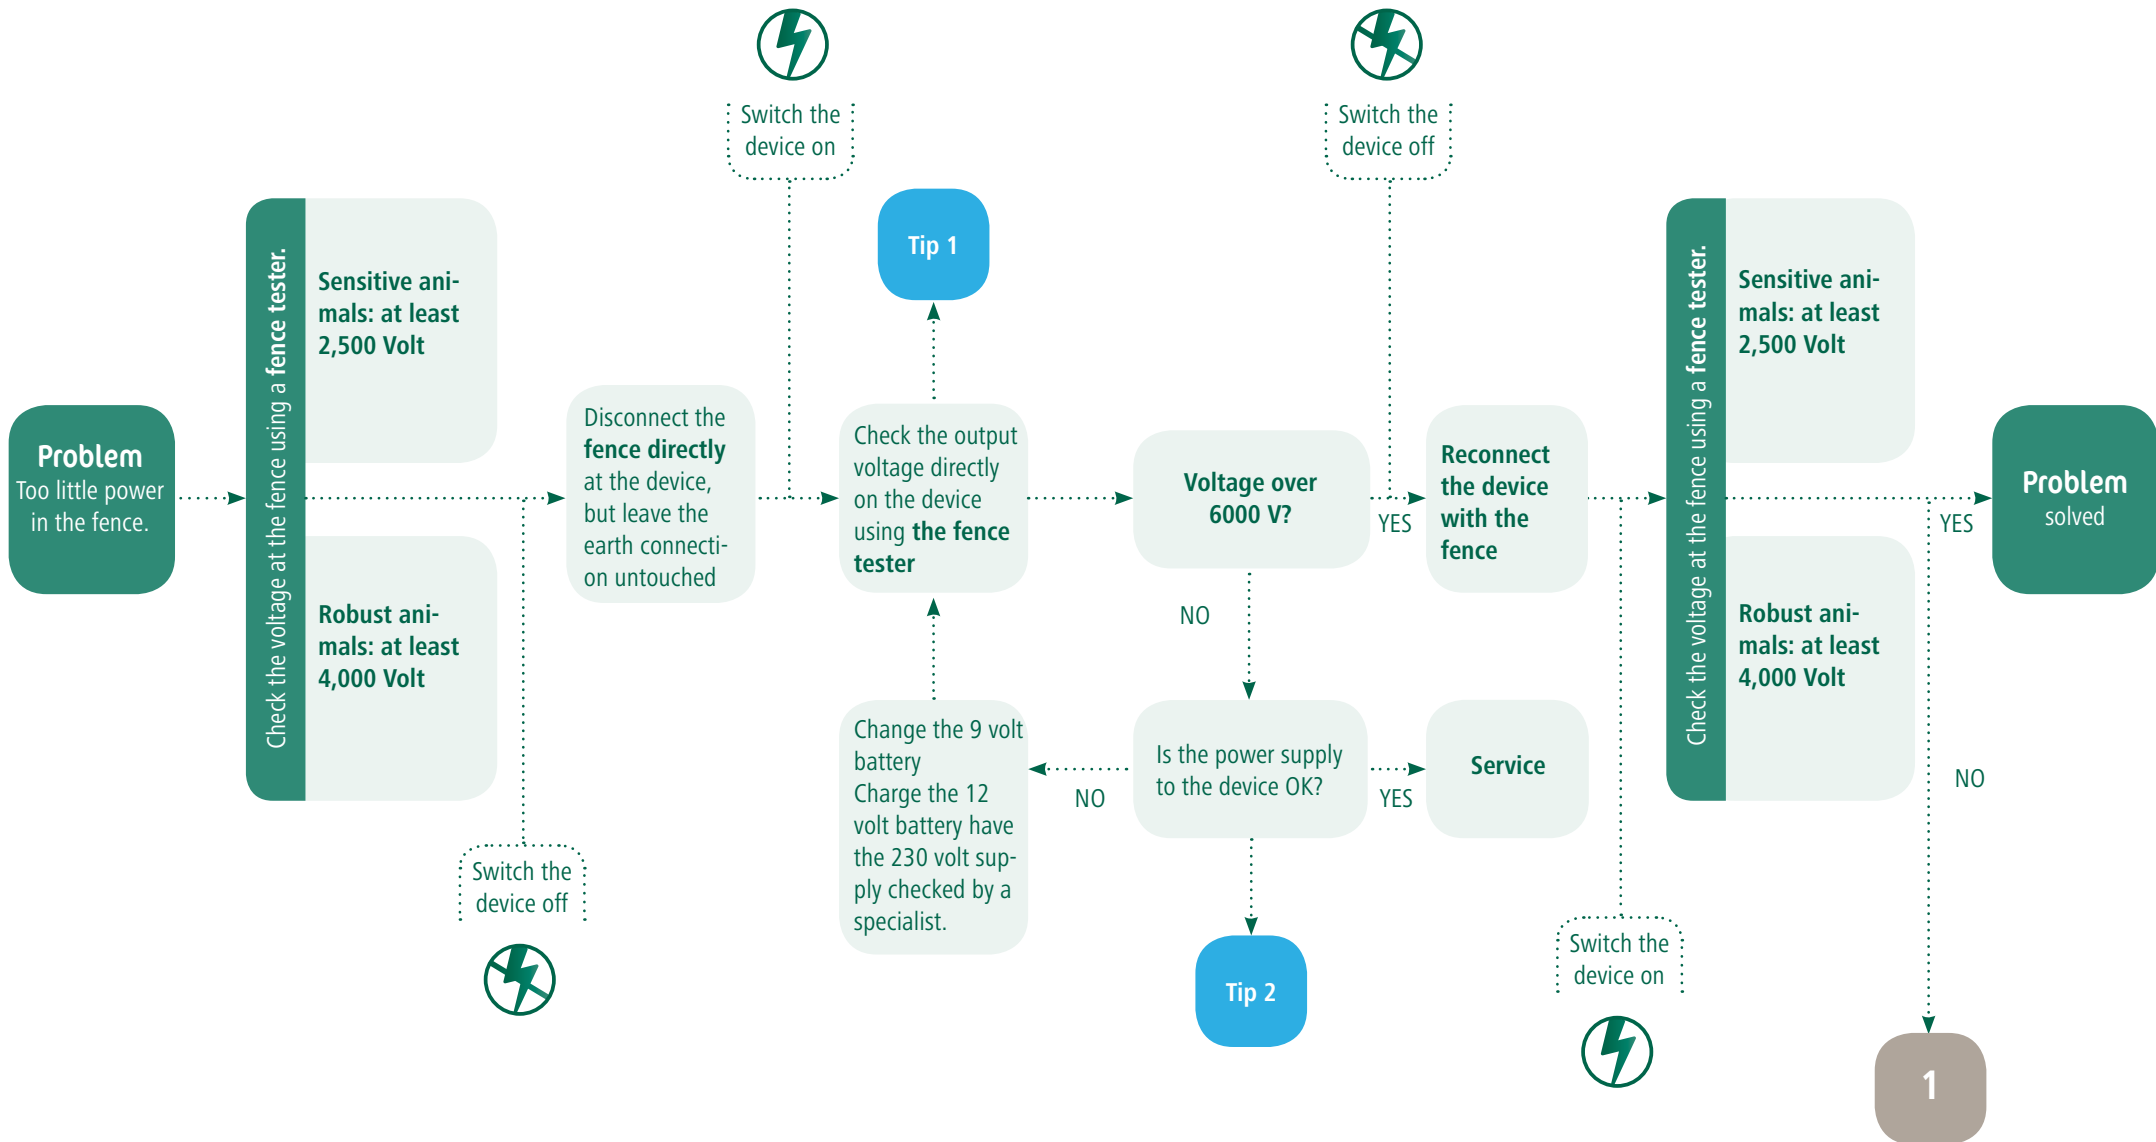 Problem
Too little power
in the fence.
Check the voltage at the fence using a fence tester.
Sensitive ani-
mals: at least
2,500 Volt
Robust ani-
mals: at least
4,000 Volt
Switch the
device off
Disconnect the
fence directly
at the device,
but leave the
earth connecti-
on untouched
Switch the
device on
Tip 1
Check the output
voltage directly
on the device
using the fence
tester
Change the 9 volt
battery
Charge the 12
volt battery have
the 230 volt sup-
ply checked by a
specialist.
Voltage over
6000 V?
YES
NO
Is the power supply
to the device OK?
NO
YES
Tip 2
Service
Switch the
device off
Reconnect
the device
with the
fence
Switch the
device on
Check the voltage at the fence using a fence tester.
Sensitive ani-
mals: at least
2,500 Volt
Robust ani-
mals: at least
4,000 Volt
YES
NO
Problem
solved
1